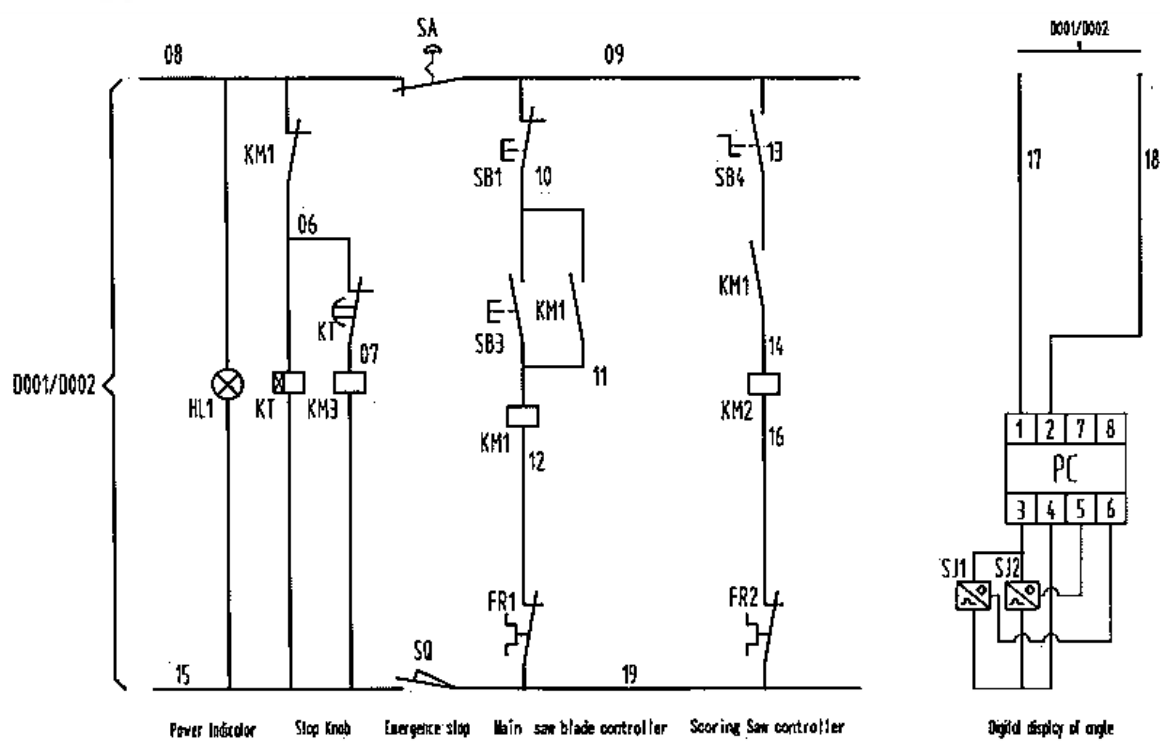 SA
D001/D002
08
09
KM1
SB1
10
SB4
13
17
18
06
KT
SB3
KM1
KM1
07
11
14
D001/D002
HL1
KT
KM3
KM1
12
KM2
16
1 2 7 8
PC
3 4 5 6
SJ1
SJ2
FR1
FR2
SQ
15
19
Power Indicator
Stop Knob
Emergence stop
Main saw blade controller
Scoring Saw controller
Digital display of angle